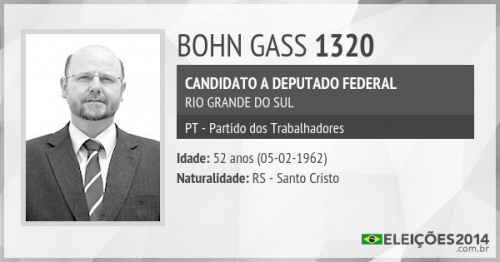 BOHN GASS 1320
CANDIDATO A DEPUTADO FEDERAL
RIO GRANDE DO SUL
PT - Partido dos Trabalhadores
Idade: 52 anos (05-02-1962)
Naturalidade: RS - Santo Cristo
ELEIÇÕES2014
.com.br